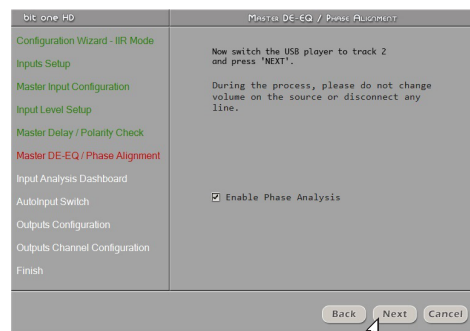 bit one HD
Master DE-EQ / Phase Alignment
Configuration Wizard - IIR Mode
Inputs Setup
Master Input Configuration
Input Level Setup
Master Delay / Polarity Check
Master DE-EQ / Phase Alignment
Input Analysis Dashboard
AutoInput Switch
Outputs Configuration
Outputs Channel Configuration
Finish
Now switch the USB player to track 2
and press 'NEXT'.
During the process, please do not change
volume on the source or disconnect any
line.
Enable Phase Analysis
Back
Next
Cancel